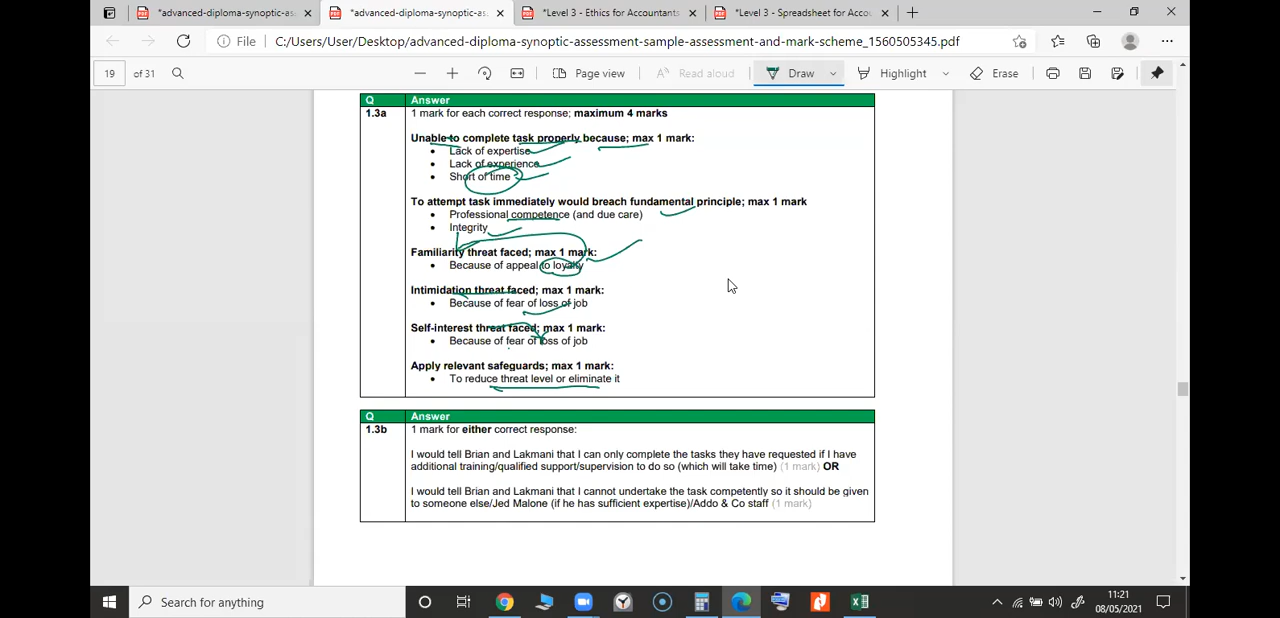 *advanced-diploma-synoptic-as
*advanced-diploma-synoptic-as
*Level 3 - Ethics for Accountants
*Level 3 - Spreadsheet for Accou
File
C:/Users/User/Desktop/advanced-diploma-synoptic-assessment-sample-assessment-and-mark-scheme_1560505345.pdf
19
of 31
Page view
Read aloud
Draw
Highlight
Erase
Q Answer
1.3a 1 mark for each correct response; maximum 4 marks
Unable to complete task properly because; max 1 mark:
• Lack of expertise
• Lack of experience
• Short of time
To attempt task immediately would breach fundamental principle; max 1 mark
• Professional competence (and due care)
• Integrity
Familiarity threat faced; max 1 mark:
• Because of appeal to loyalty
Intimidation threat faced; max 1 mark:
• Because of fear of loss of job
Self-interest threat faced; max 1 mark:
• Because of fear of loss of job
Apply relevant safeguards; max 1 mark:
• To reduce threat level or eliminate it
Q Answer
1.3b 1 mark for either correct response:
I would tell Brian and Lakmani that I can only complete the tasks they have requested if I have
additional training/qualified support/supervision to do so (which will take time) (1 mark) OR
I would tell Brian and Lakmani that I cannot undertake the task competently so it should be given
to someone else/Jed Malone (if he has sufficient expertise)/Addo & Co staff (1 mark)
Search for anything
11:21
08/05/2021